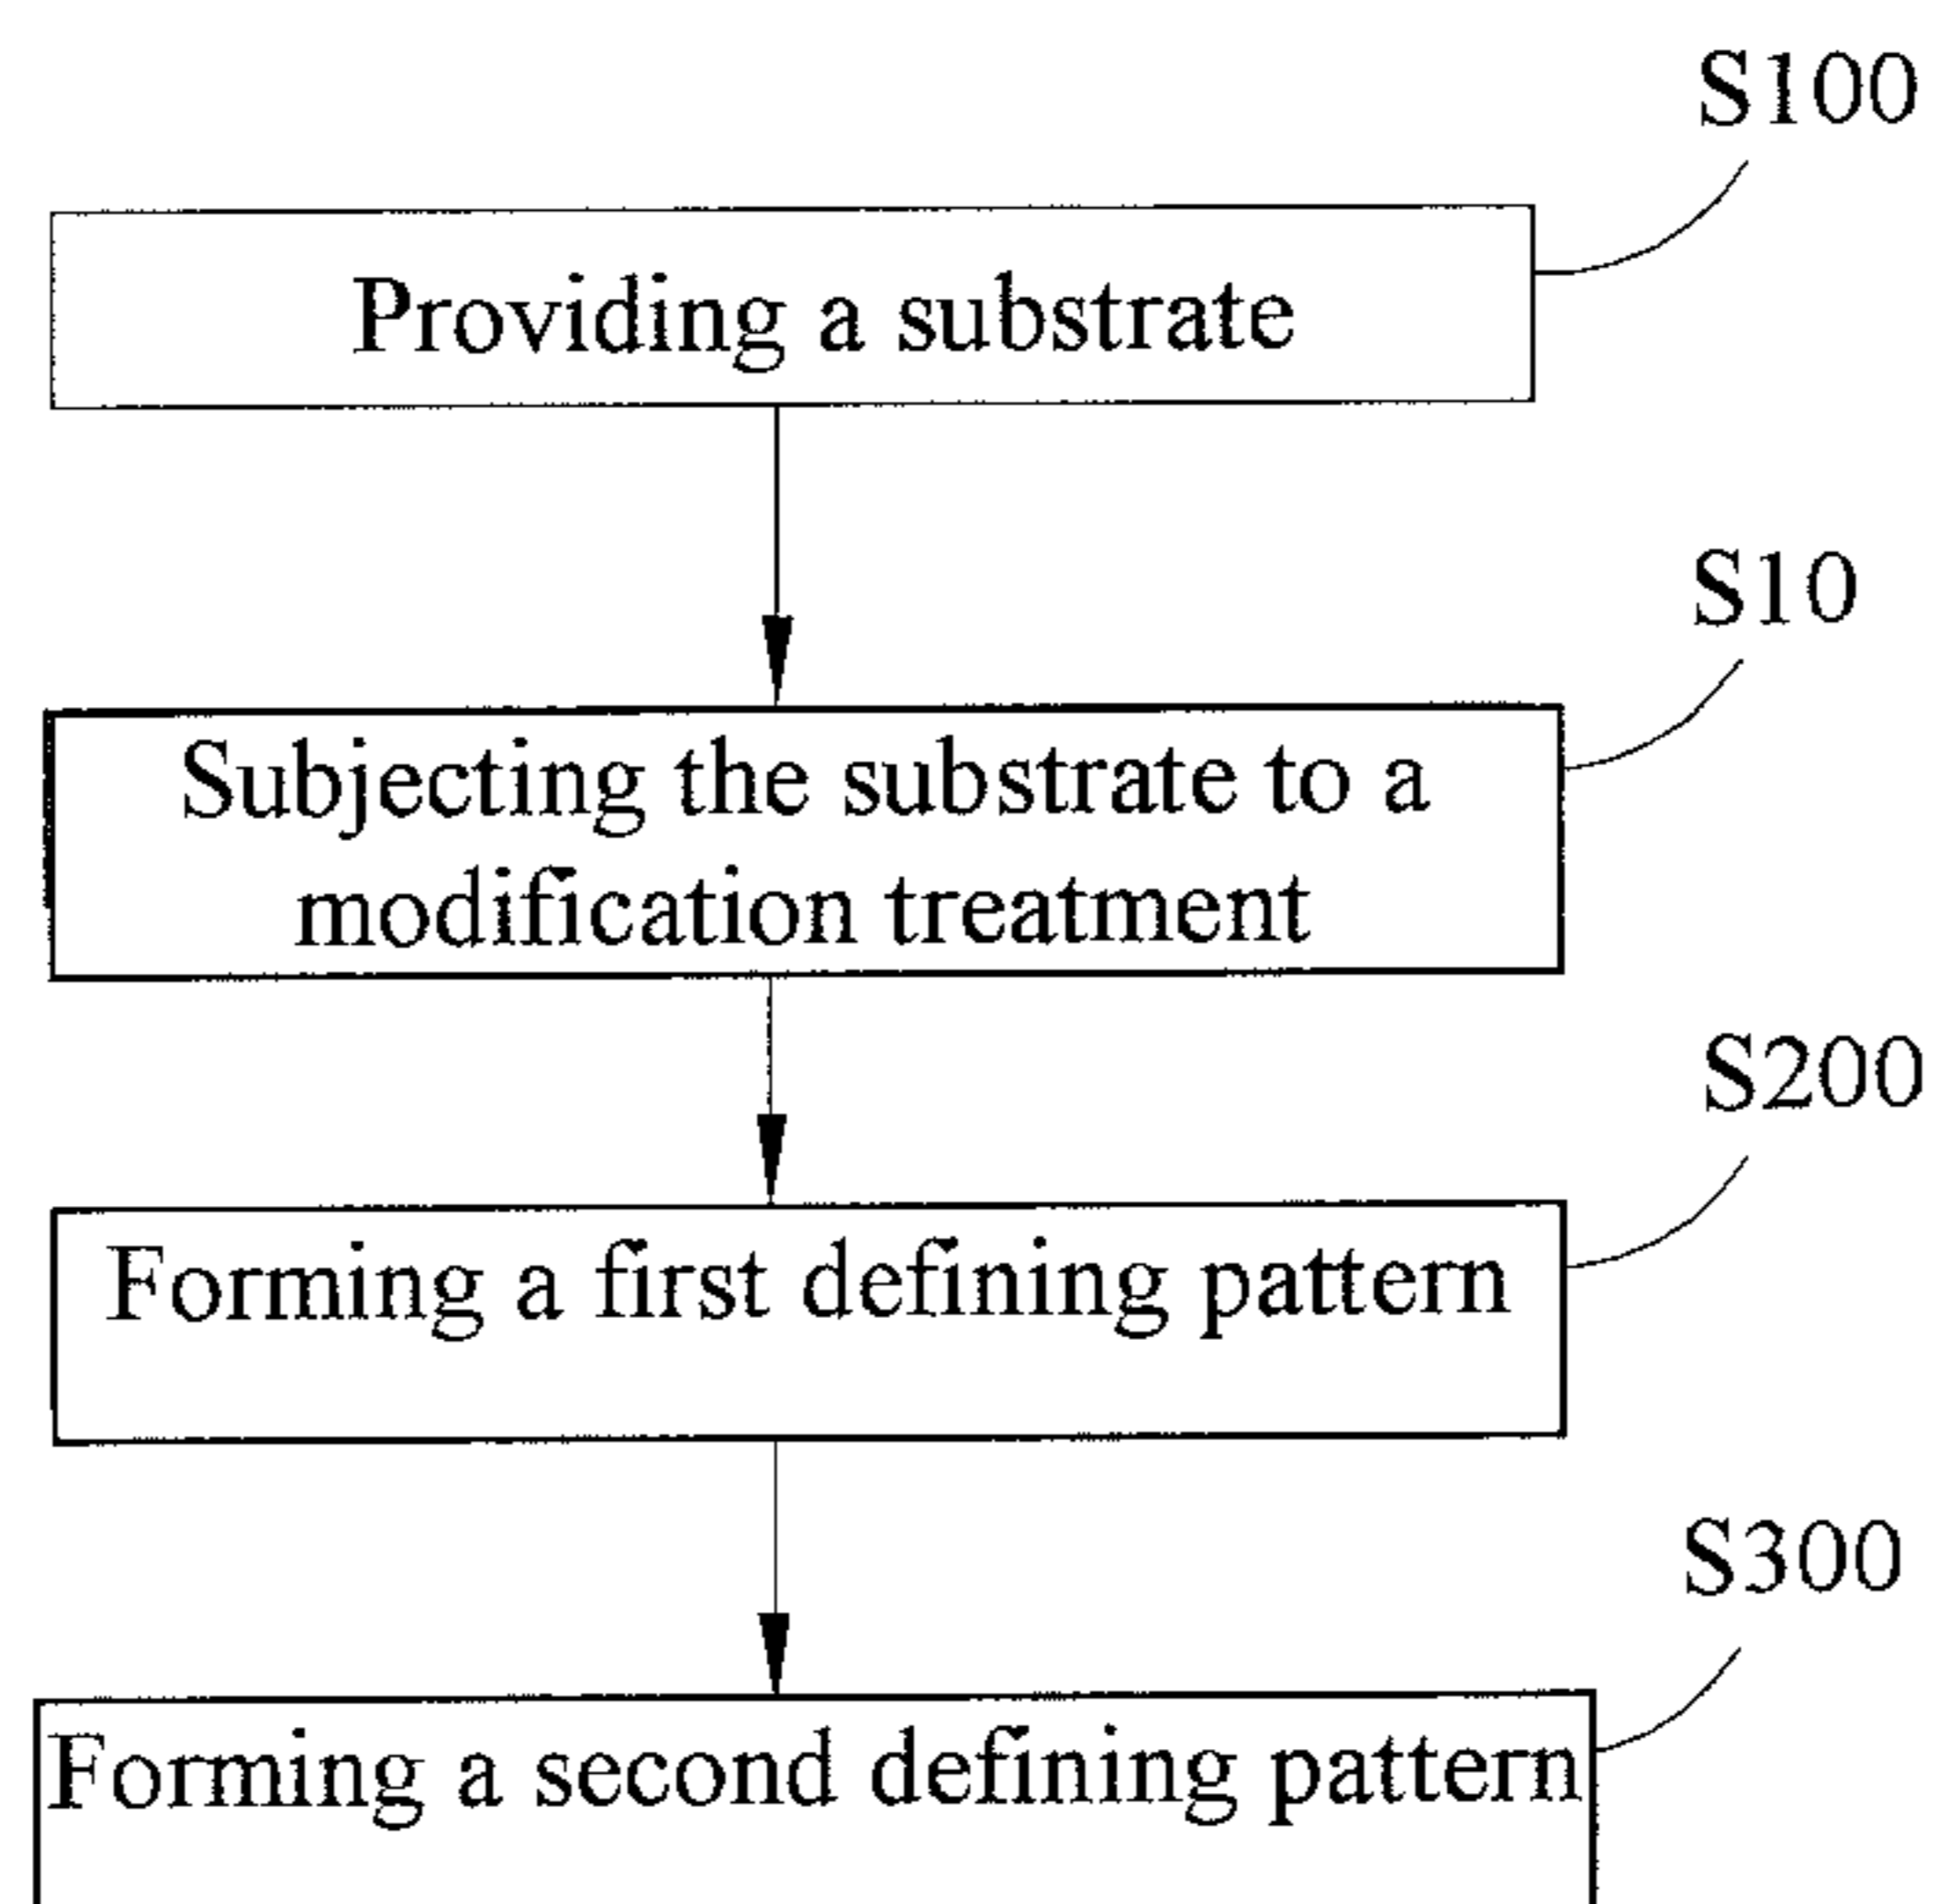 S100
Providing a substrate
S10
Subjecting the substrate to a
modification treatment
S200
Forming a first defining pattern
S300
Forming a second defining pattern